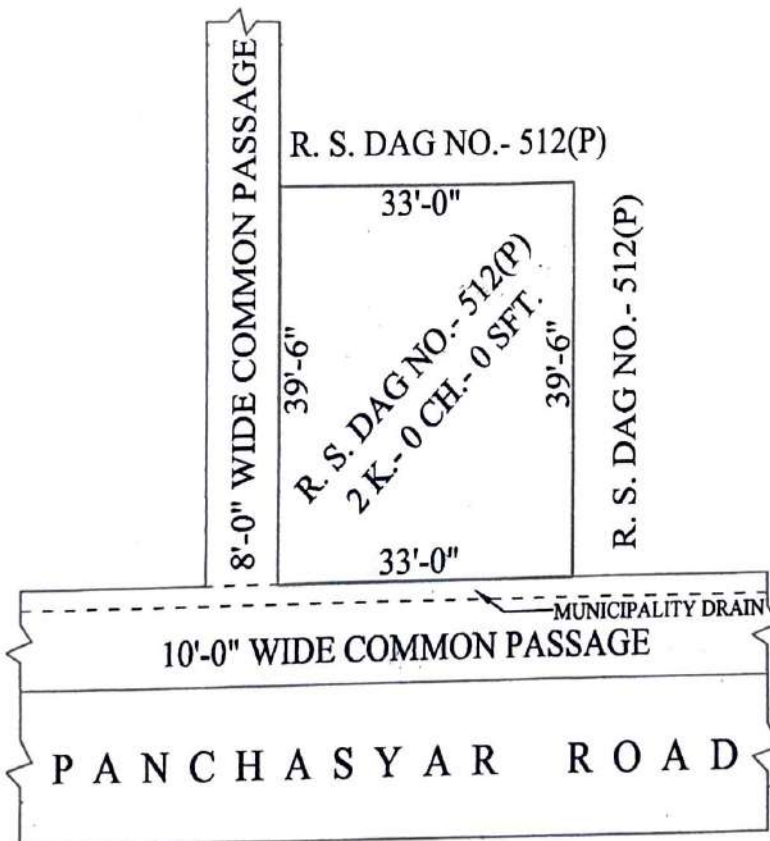 8'-0" WIDE COMMON PASSAGE
R. S. DAG NO.- 512(P)
33'-0"
39'-6"
R. S. DAG NO.- 512(P)
2 K.- 0 CH.- 0 SFT.
39'-6"
R. S. DAG NO.- 512(P)
33'-0"
MUNICIPALITY DRAIN
10'-0" WIDE COMMON PASSAGE
PANCHASYAR ROAD